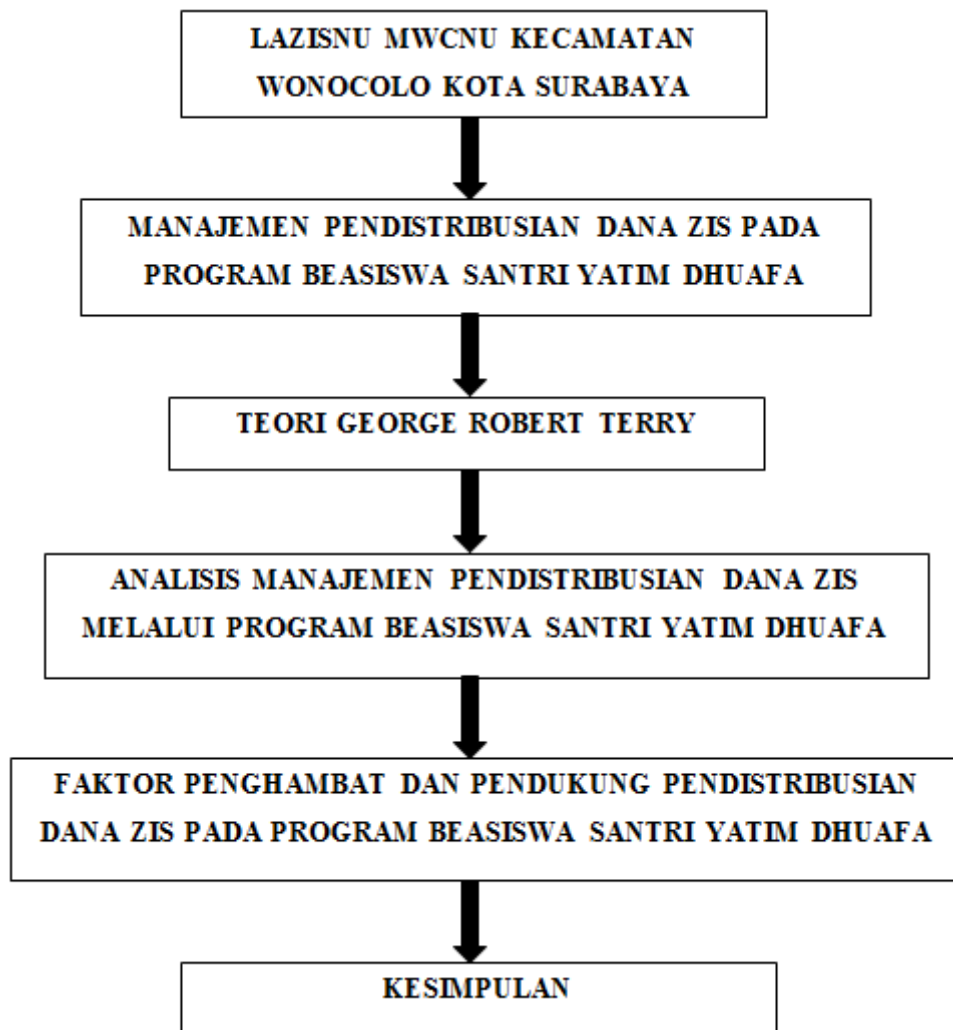 LAZISNU MWCNU KECAMATAN
WONOCOLO KOTA SURABAYA
MANAJEMEN PENDISTRIBUSIAN DANA ZIS PADA
PROGRAM BEASISWA SANTRI YATIM DHUAFA
TEORI GEORGE ROBERT TERRY
ANALISIS MANAJEMEN PENDISTRIBUSIAN DANA ZIS
MELALUI PROGRAM BEASISWA SANTRI YATIM DHUAFA
FAKTOR PENGHAMBAT DAN PENDUKUNG PENDISTRIBUSIAN
DANA ZIS PADA PROGRAM BEASISWA SANTRI YATIM DHUAFA
KESIMPULAN